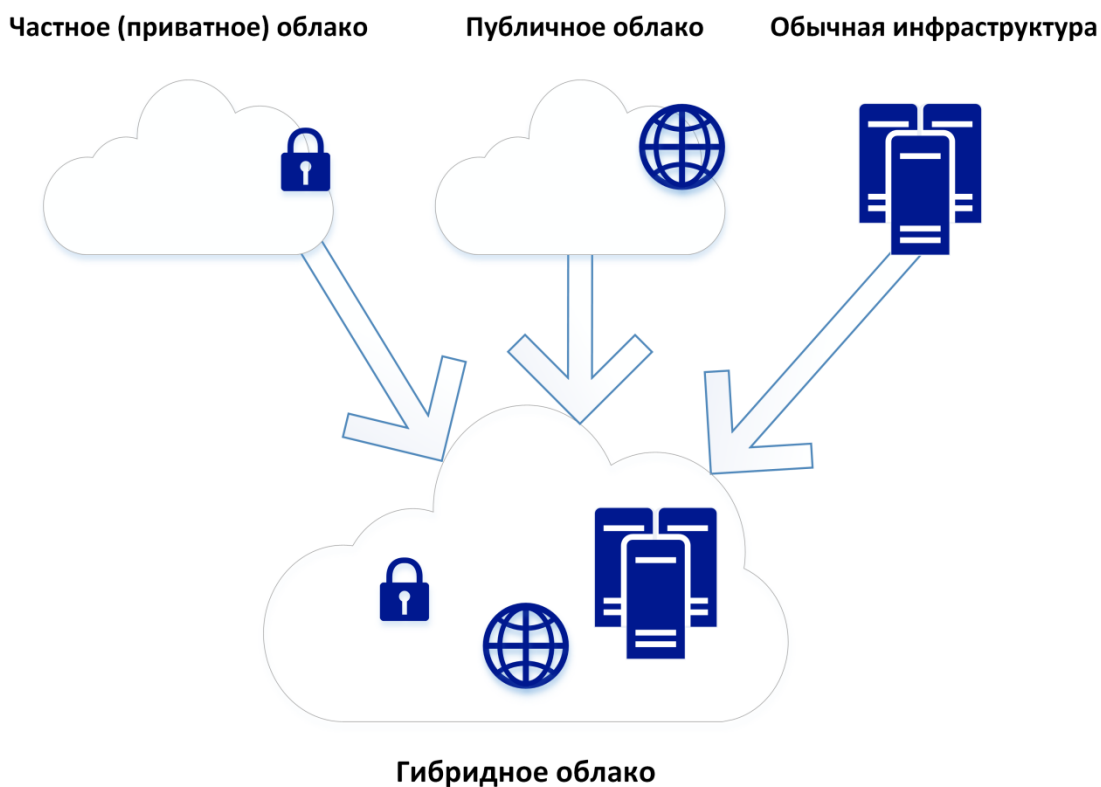 Частное (приватное) облако
Публичное облако
Обычная инфраструктура
Гибридное облако